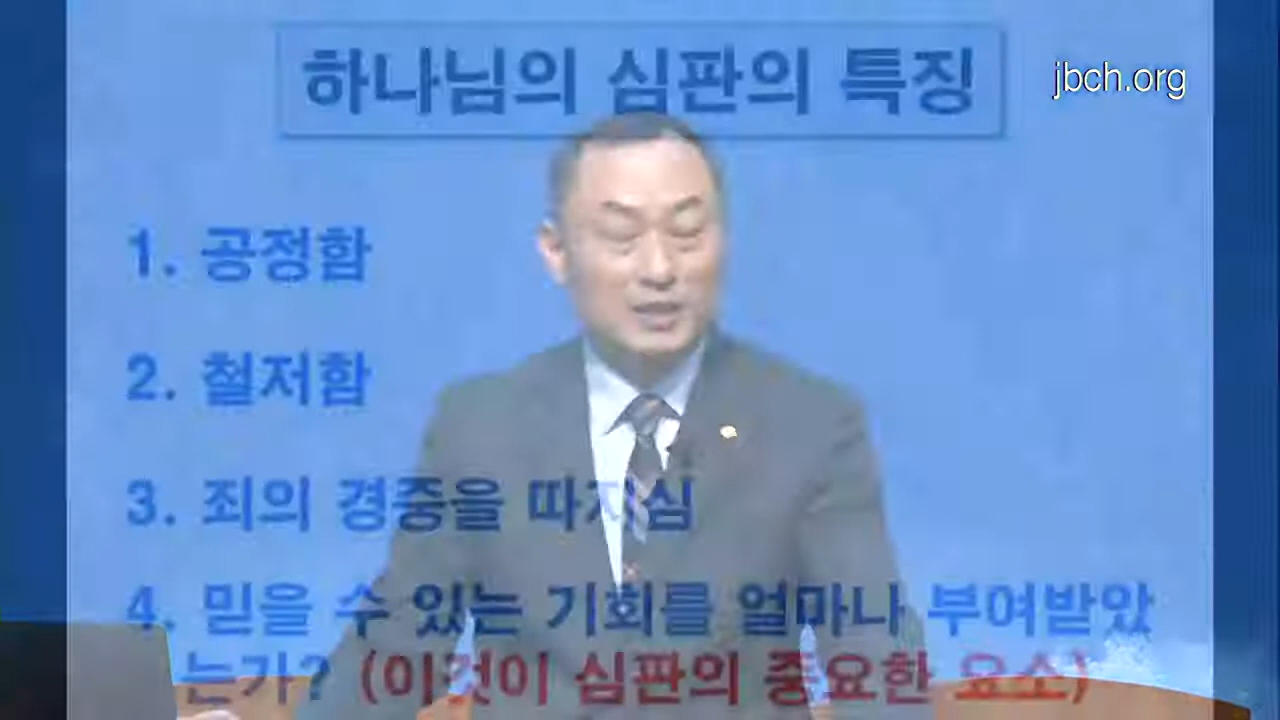 하나님의 심판의 특징
jbch.org
1. 공정함
2. 철저함
3. 죄의 경중을 따지심
4. 믿을 수 있는 기회를 얼마나 부여받았
는가? (이것이 심판의 중요한 요소)